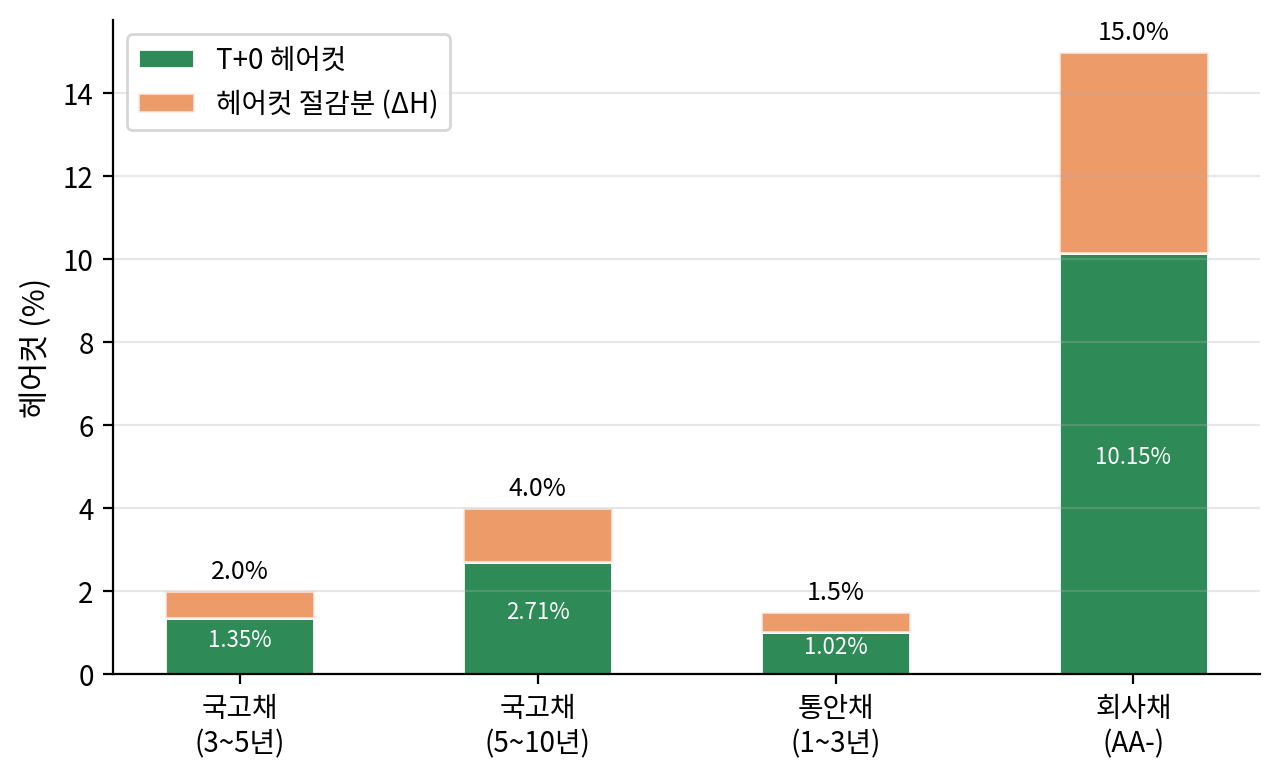 T+0 헤어컷
헤어컷 절감분 (ΔH)
헤어컷 (%)
14
12
10
8
6
4
2
0
2.0%
1.35%
4.0%
2.71%
1.5%
1.02%
15.0%
10.15%
국고채
(3~5년)
국고채
(5~10년)
통안채
(1~3년)
회사채
(AA-)